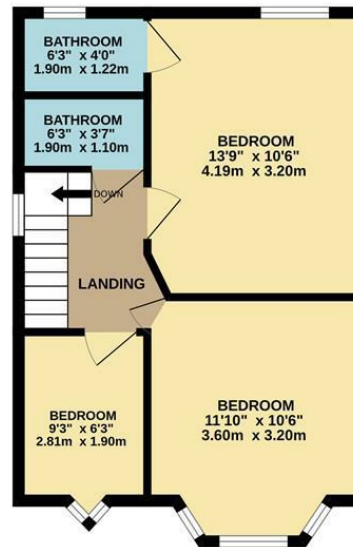 BATHROOM
6'3" x 4'0"
1.90m x 1.22m
BATHROOM
6'3" x 3'7"
1.90m x 1.10m
BEDROOM
13'9" x 10'6"
4.19m x 3.20m
DOWN
LANDING
BEDROOM
9'3" x 6'3"
2.81m x 1.90m
BEDROOM
11'10" x 10'6"
3.60m x 3.20m